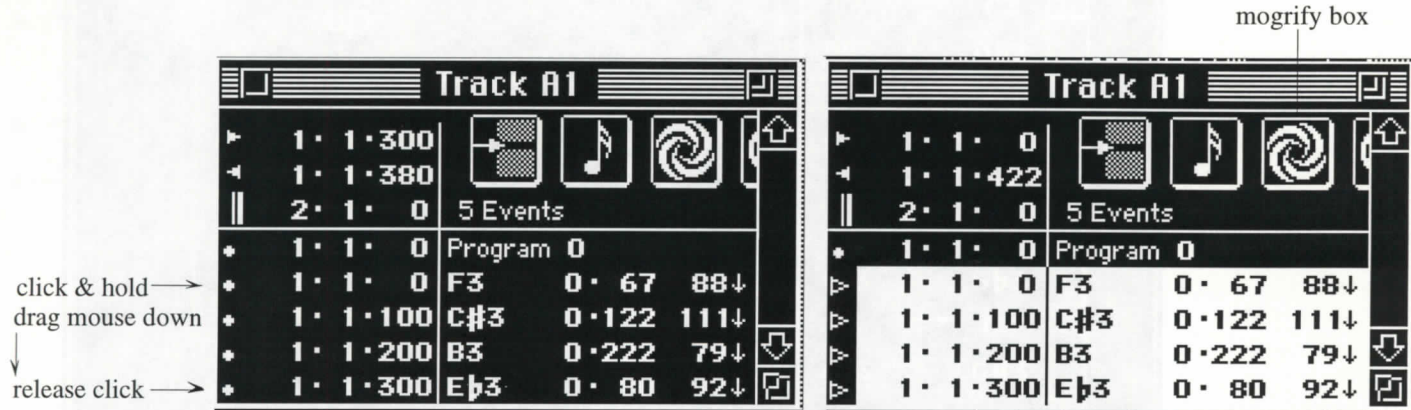 mogrify box
Track A1
1· 1·300
1· 1·380
2· 1· 0 5 Events
1· 1· 0 Program 0
1· 1· 0 F3 0· 67 88↓
1· 1·100 C#3 0·122 111↓
1· 1·200 B3 0·222 79↓
1· 1·300 E♭3 0· 80 92↓
click & hold
drag mouse down
release click
Track A1
1· 1· 0
1· 1·422
2· 1· 0 5 Events
1· 1· 0 Program 0
1· 1· 0 F3 0· 67 88↓
1· 1·100 C#3 0·122 111↓
1· 1·200 B3 0·222 79↓
1· 1·300 E♭3 0· 80 92↓